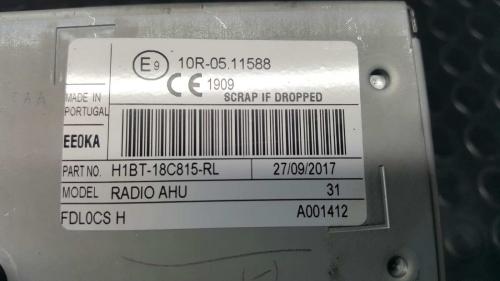 E9 10R-05.11588
CE 1909
SCRAP IF DROPPED
MADE IN
PORTUGAL
EEOKA
PART NO. H1BT-18C815-RL 27/09/2017
MODEL RADIO AHU 31
FDL0CS H A001412